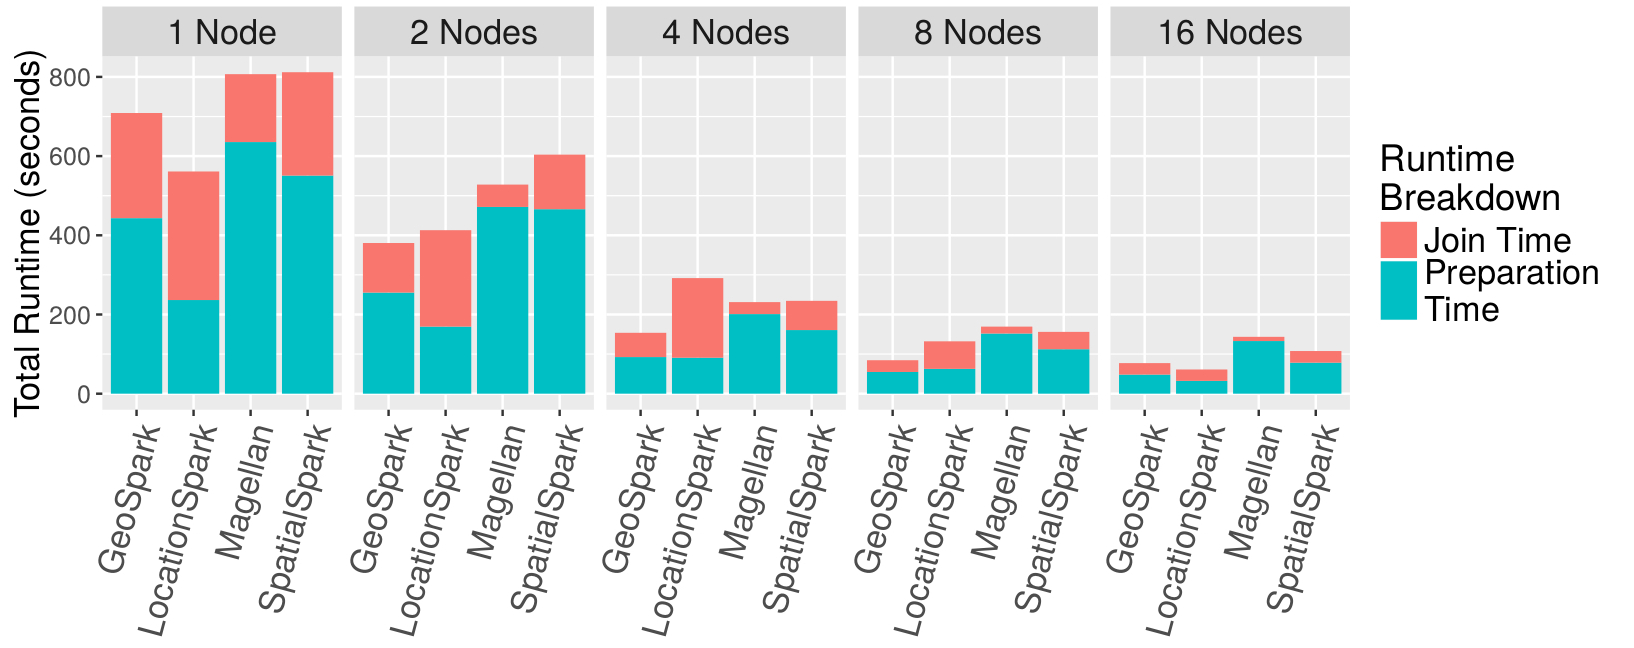 1 Node
2 Nodes
4 Nodes
8 Nodes
16 Nodes
Total Runtime (seconds)
800
600
400
200
0
GeoSpark
LocationSpark
Magellan
SpatialSpark
GeoSpark
LocationSpark
Magellan
SpatialSpark
GeoSpark
LocationSpark
Magellan
SpatialSpark
GeoSpark
LocationSpark
Magellan
SpatialSpark
GeoSpark
LocationSpark
Magellan
SpatialSpark
Runtime
Breakdown
Join Time
Preparation
Time